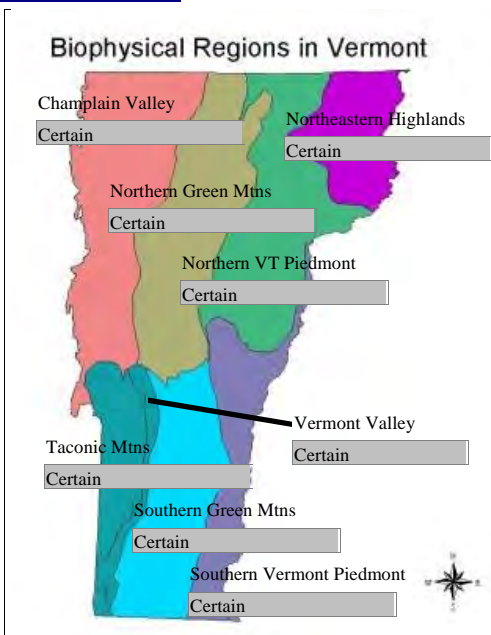 Biophysical Regions in Vermont
Champlain Valley
Certain
Northeastern Highlands
Certain
Northern Green Mtns
Certain
Northern VT Piedmont
Certain
Vermont Valley
Certain
Taconic Mtns
Certain
Southern Green Mtns
Certain
Southern Vermont Piedmont
Certain